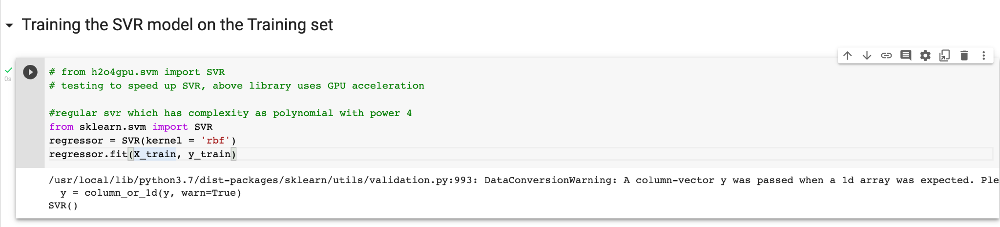 Training the SVR model on the Training set
0s
# from h2o4gpu.svm import SVR
# testing to speed up SVR, above library uses GPU acceleration
#regular svr which has complexity as polynomial with power 4
from sklearn.svm import SVR
regressor = SVR(kernel = 'rbf')
regressor.fit(X_train, y_train)
/usr/local/lib/python3.7/dist-packages/sklearn/utils/validation.py:993: DataConversionWarning: A column-vector y was passed when a 1d array was expected. Ple
y = column_or_1d(y, warn=True)
SVR()